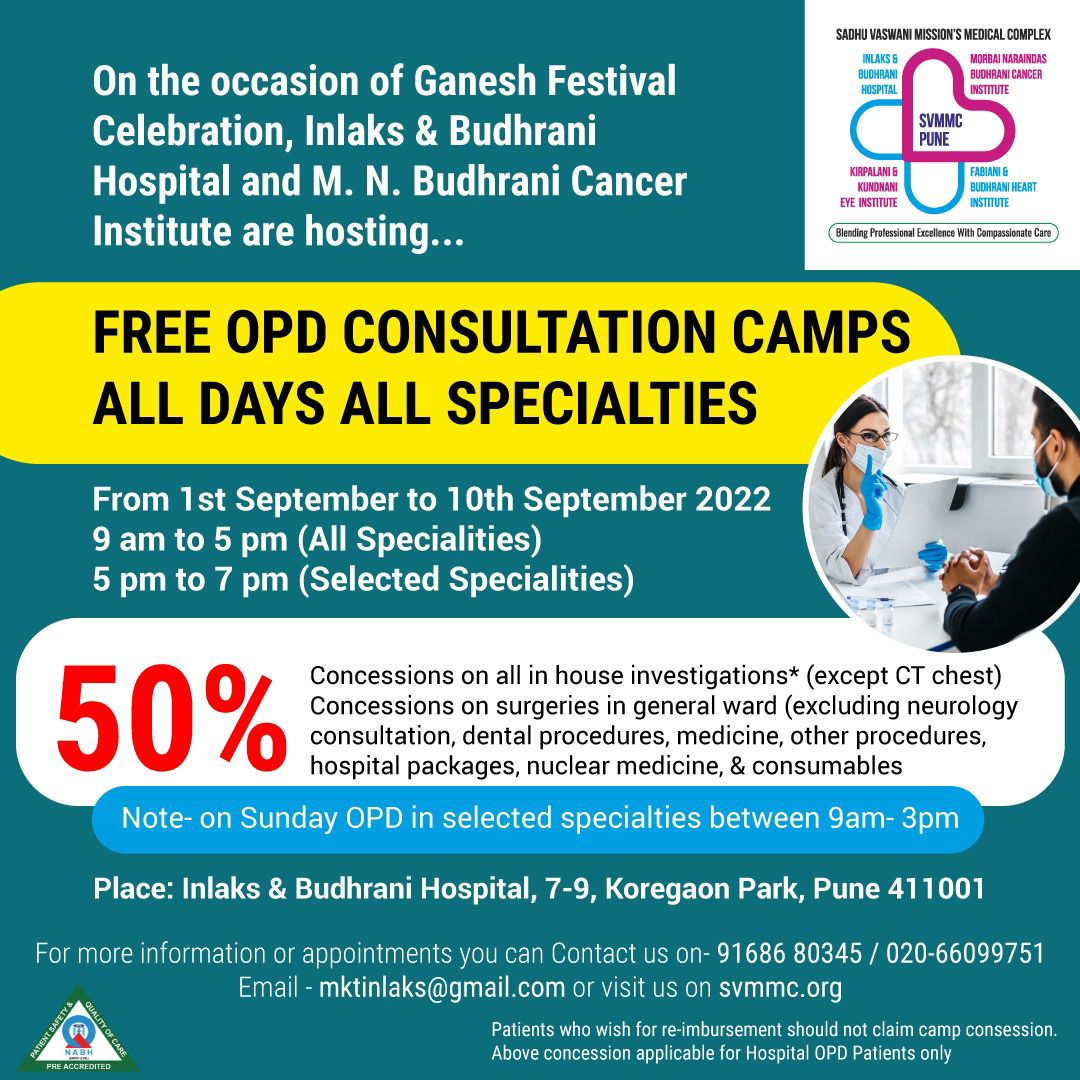 On the occasion of Ganesh Festival
Celebration, Inlaks & Budhrani
Hospital and M. N. Budhrani Cancer
Institute are hosting...
SADHU VASWANI MISSION'S MEDICAL COMPLEX
INLAKS &
BUDHRANI
HOSPITAL
MORBAI NARAINDAS
BUDHRANI CANCER
INSTITUTE
SVMMC
PUNE
KIRPALANI &
KUNDNANI
EYE INSTITUTE
FABIANI &
BUDHRANI HEART
INSTITUTE
Blending Professional Excellence With Compassionate Care
FREE OPD CONSULTATION CAMPS
ALL DAYS ALL SPECIALTIES
From 1st September to 10th September 2022
9 am to 5 pm (All Specialities)
5 pm to 7 pm (Selected Specialities)
50%
Concessions on all in house investigations* (except CT chest)
Concessions on surgeries in general ward (excluding neurology
consultation, dental procedures, medicine, other procedures,
hospital packages, nuclear medicine, & consumables
Note- on Sunday OPD in selected specialties between 9am- 3pm
Place: Inlaks & Budhrani Hospital, 7-9, Koregaon Park, Pune 411001
For more information or appointments you can Contact us on- 91686 80345 / 020-66099751
Email - mktinlaks@gmail.com or visit us on svmmc.org
PATIENT SAFETY & QUALITY OF CARE
NABH
PRE ACCREDITED
Patients who wish for re-imbursement should not claim camp consession.
Above concession applicable for Hospital OPD Patients only